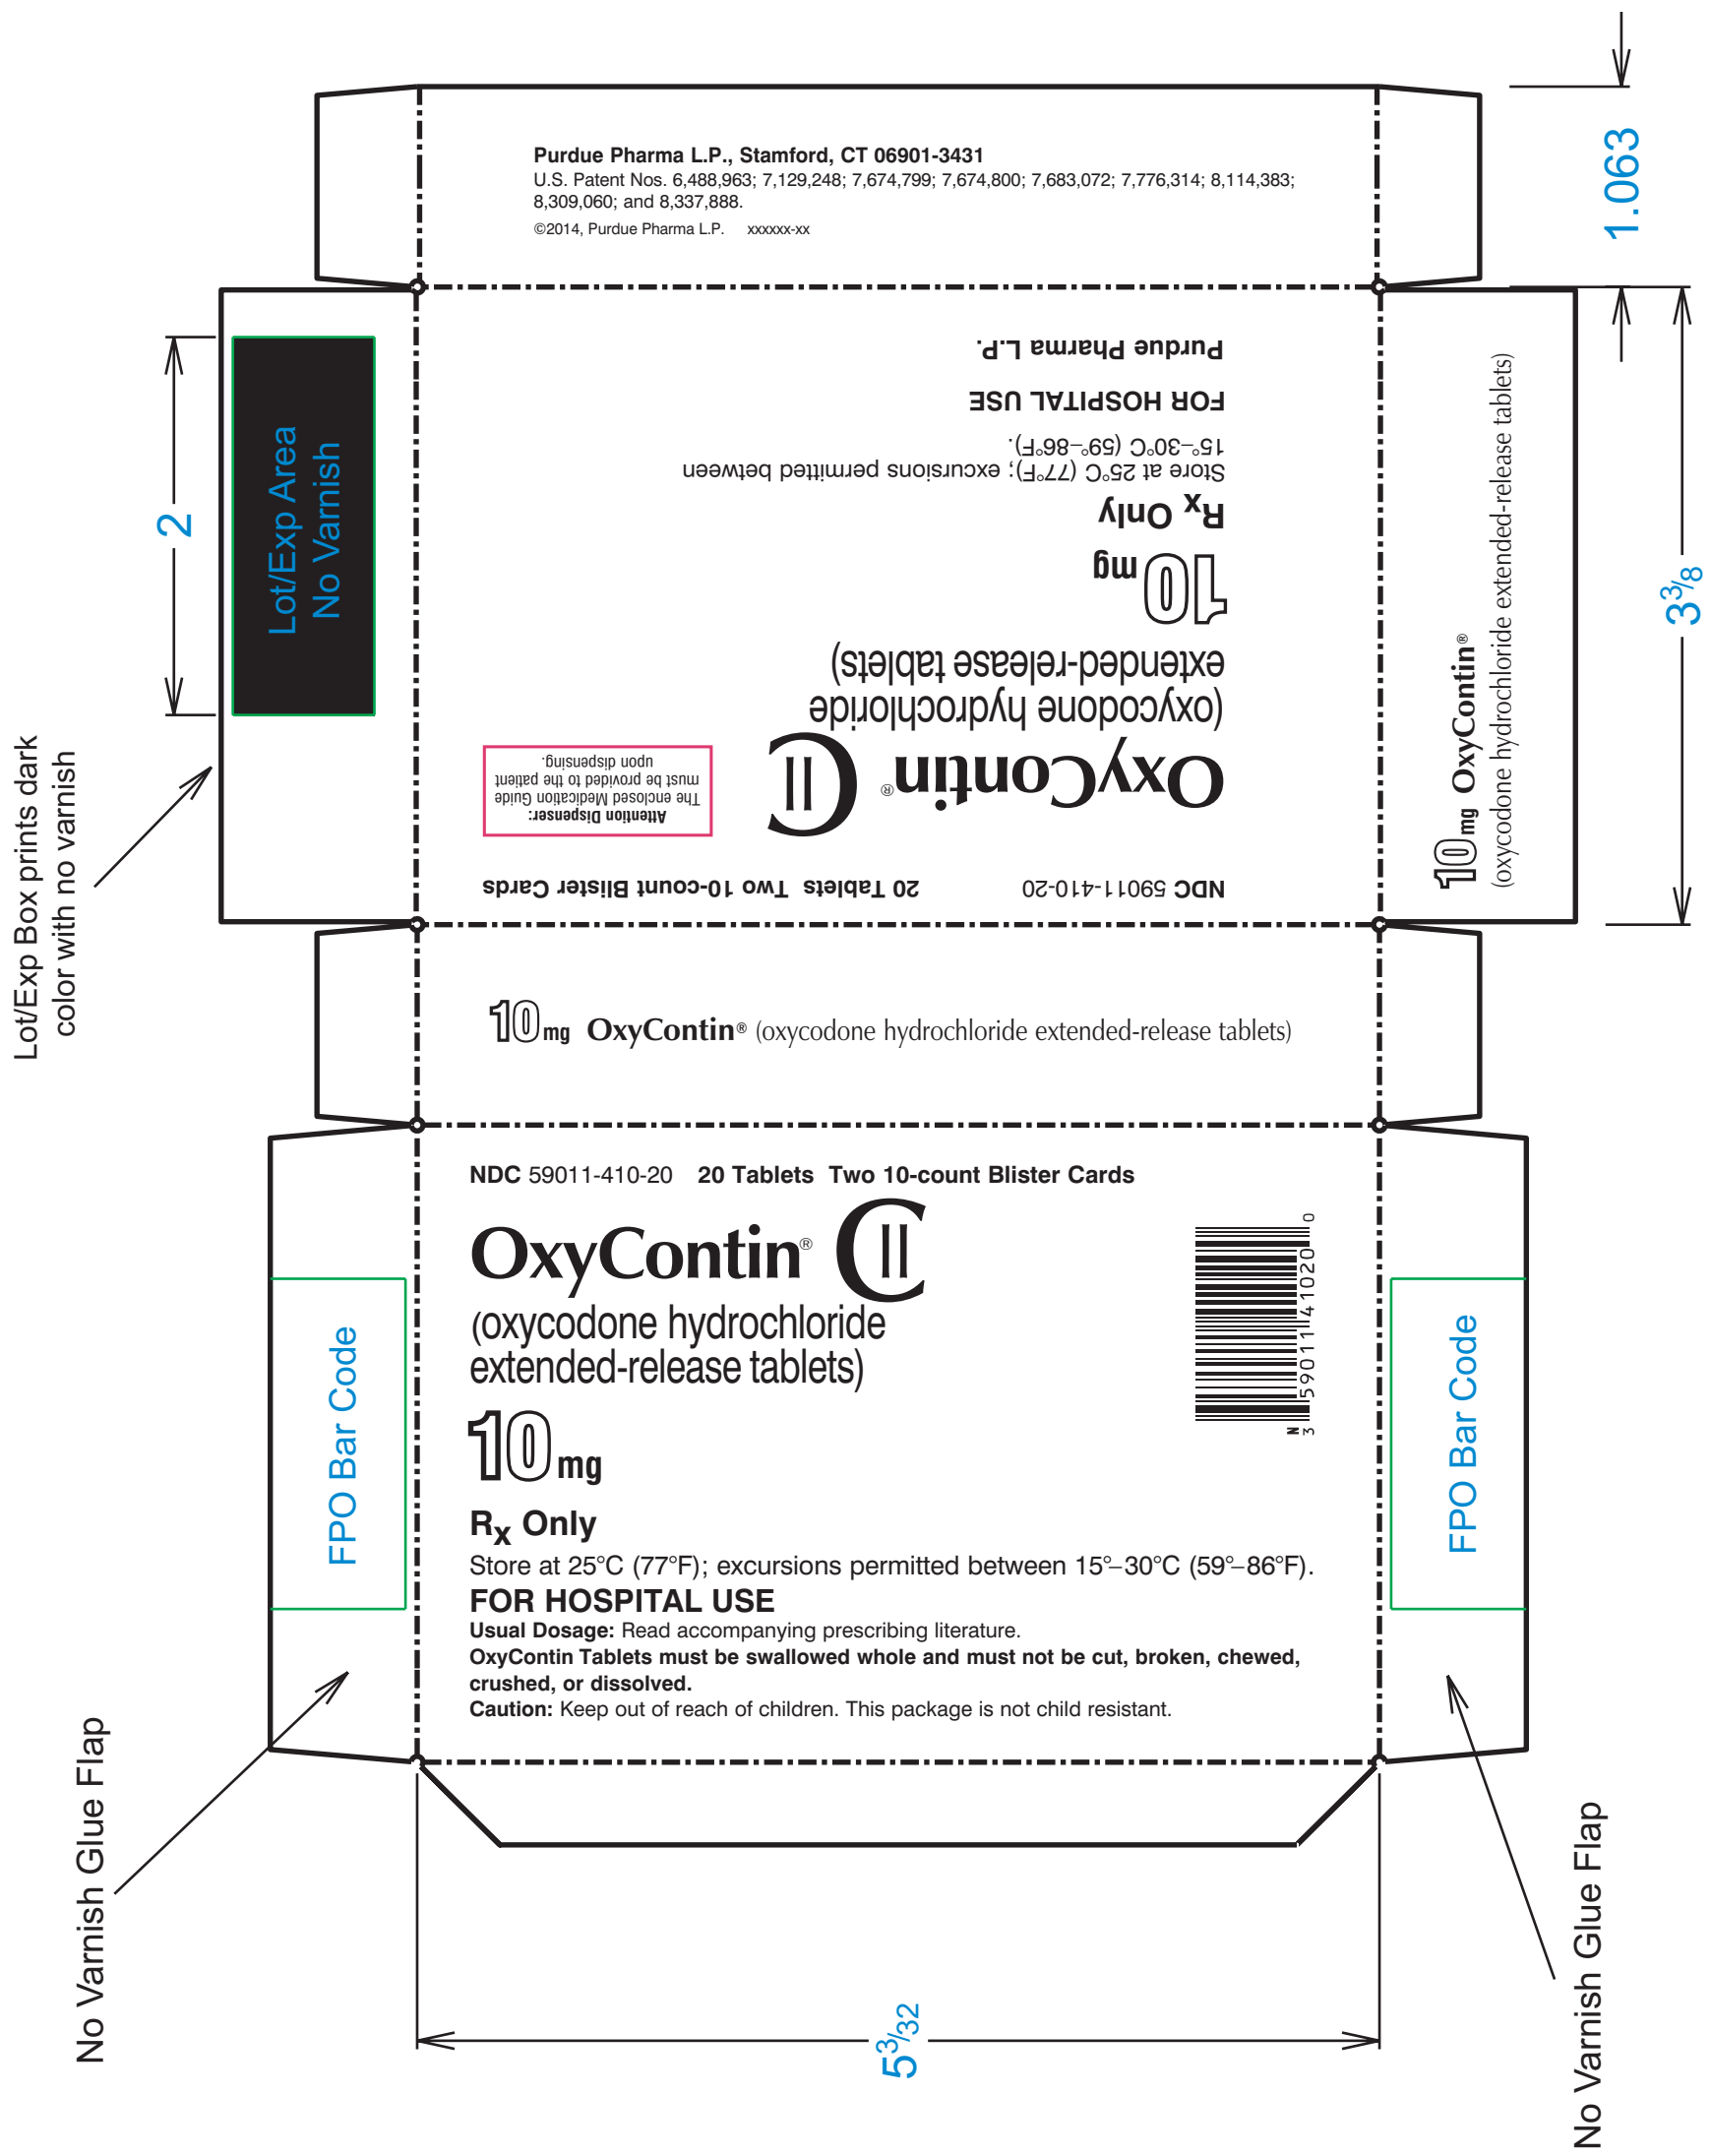 Purdue Pharma L.P., Stamford, CT 06901-3431
U.S. Patent Nos. 6,488,963; 7,129,248; 7,674,799; 7,674,800; 7,683,072; 7,776,314; 8,114,383;
8,309,060; and 8,337,888.
©2014, Purdue Pharma L.P. xxxxxx-xx
1.063
Lot/Exp Box prints dark
color with no varnish
2
Lot/Exp Area
No Varnish
NDC 59011-410-20 20 Tablets Two 10-count Blister Cards
OxyContin® CII
(oxycodone hydrochloride
extended-release tablets)
Attention Dispenser:
The enclosed Medication Guide
must be provided to the patient
upon dispensing.
10 mg
Rx Only
Store at 25°C (77°F); excursions permitted between
15°–30°C (59°–86°F).
FOR HOSPITAL USE
Purdue Pharma L.P.
10 mg OxyContin®
(oxycodone hydrochloride extended-release tablets)
3 3/8
10 mg OxyContin® (oxycodone hydrochloride extended-release tablets)
NDC 59011-410-20 20 Tablets Two 10-count Blister Cards
OxyContin® CII
(oxycodone hydrochloride
extended-release tablets)
10 mg
Rx Only
Store at 25°C (77°F); excursions permitted between 15°–30°C (59°–86°F).
FOR HOSPITAL USE
Usual Dosage: Read accompanying prescribing literature.
OxyContin Tablets must be swallowed whole and must not be cut, broken, chewed,
crushed, or dissolved.
Caution: Keep out of reach of children. This package is not child resistant.
N
3 59011 41020 0
FPO Bar Code
FPO Bar Code
No Varnish Glue Flap
No Varnish Glue Flap
5 3/32